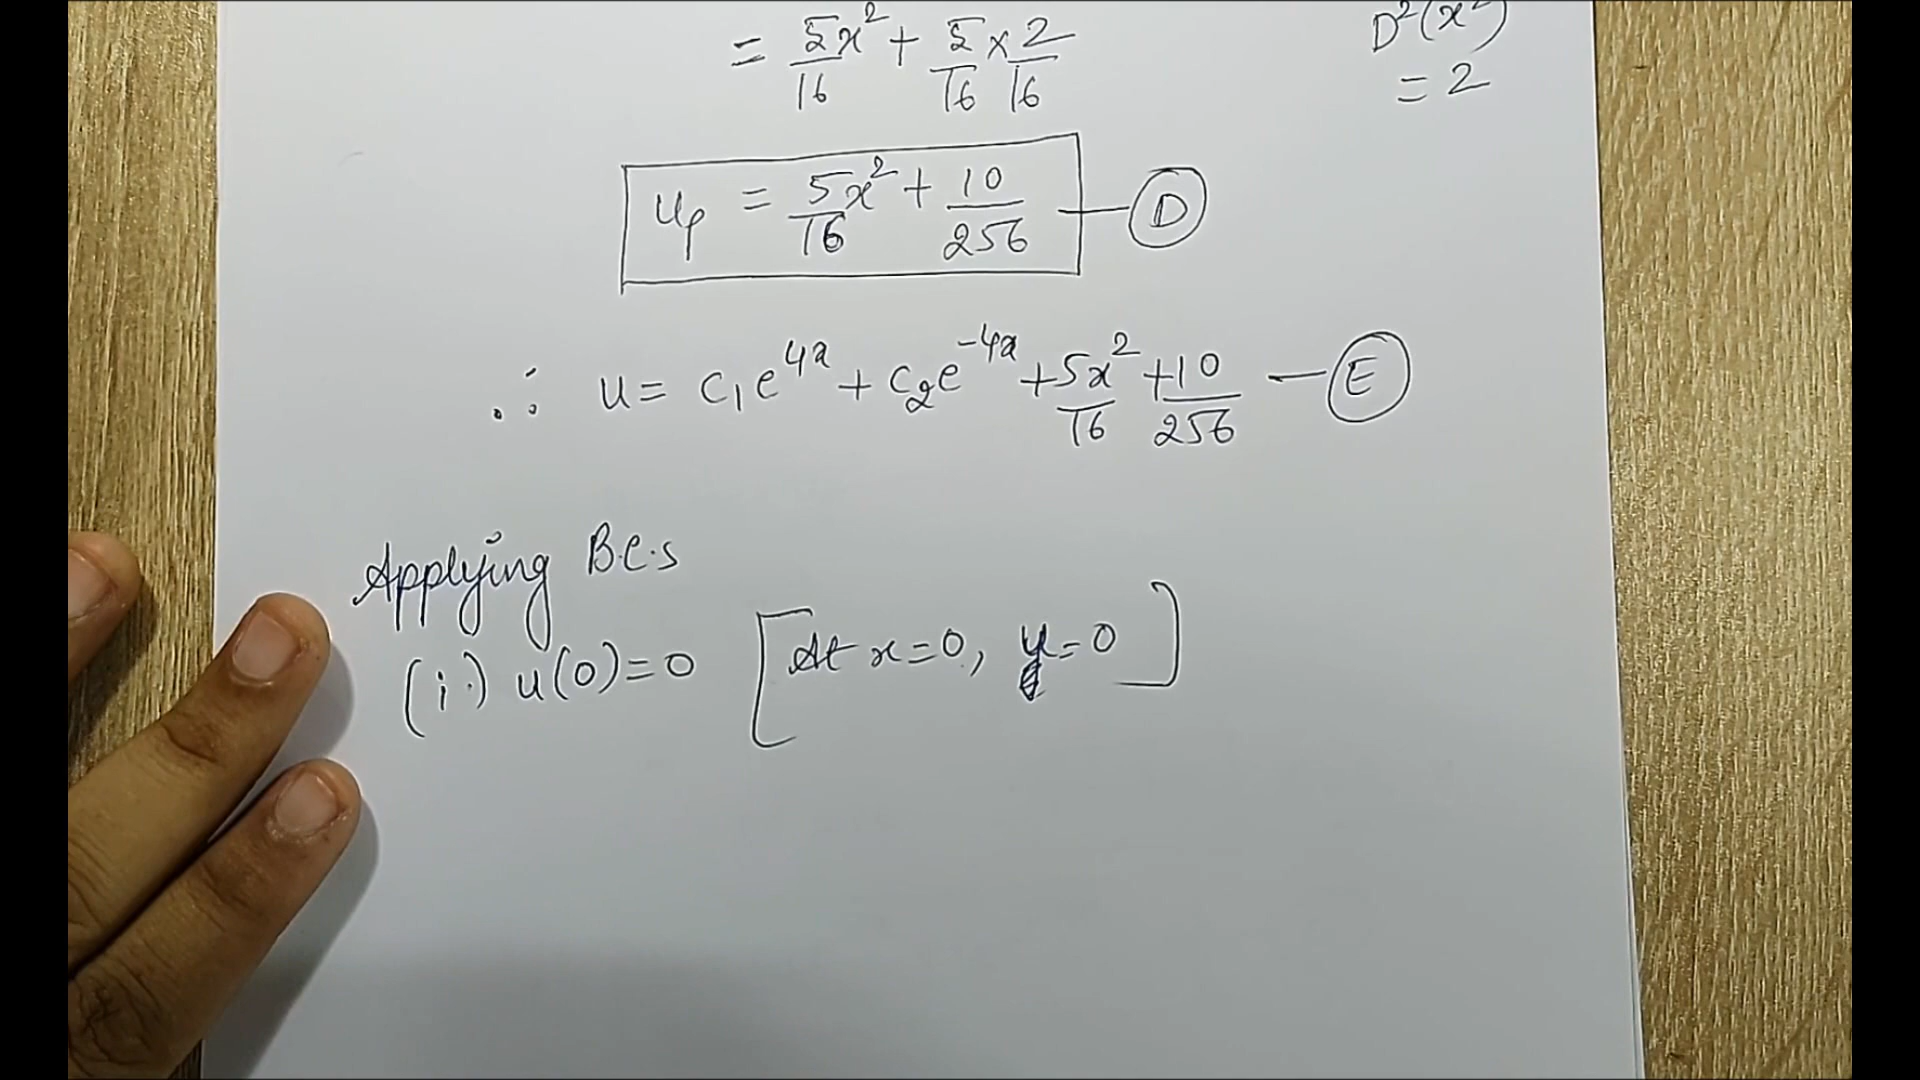 = 5x²/16 + 5/16 × 2/16
D²(x²)
= 2
up = 5x²/16 + 10/256 — D
∴ u = c₁e^4x + c₂e^-4x + 5x²/16 + 10/256 — E
Applying B.C.s
(i.) u(0)=0 [At x=0, u=0]